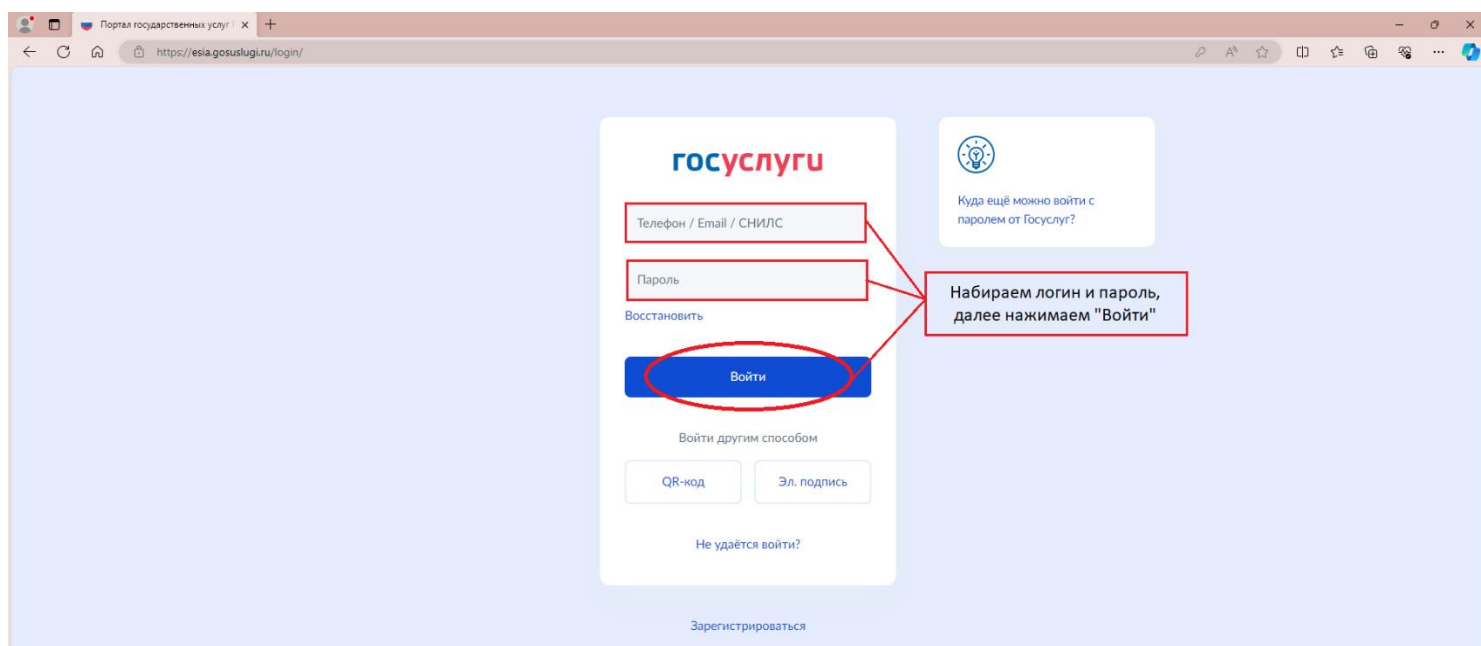 Портал государственных услуг
https://esia.gosuslugi.ru/login/
госуслуги
Телефон / Email / СНИЛС
Пароль
Восстановить
Войти
Войти другим способом
QR-код
Эл. подпись
Не удаётся войти?
Зарегистрироваться
Куда ещё можно войти с
паролем от Госуслуг?
Набираем логин и пароль,
далее нажимаем "Войти"